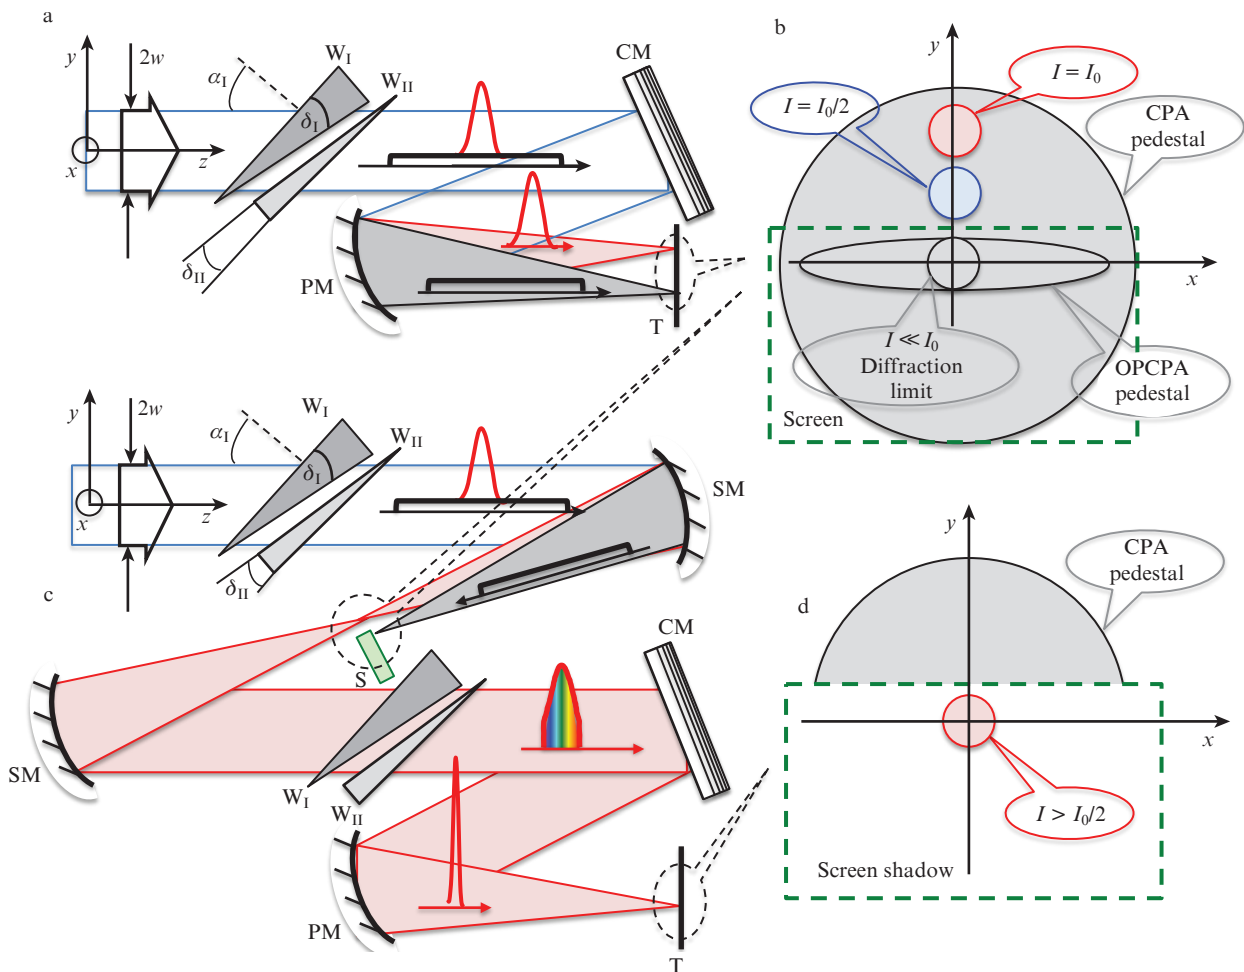 a
y
2w
α_I
W_I
W_II
δ_I
x
z
δ_II
PM
CM
T
b
y
I = I_0
I = I_0/2
CPA
pedestal
x
I ≪ I_0
Diffraction
limit
OPCPA
pedestal
Screen
c
y
2w
α_I
W_I
W_II
δ_I
x
z
δ_II
SM
S
CM
SM
W_I
W_II
PM
T
d
y
CPA
pedestal
x
I > I_0/2
Screen shadow